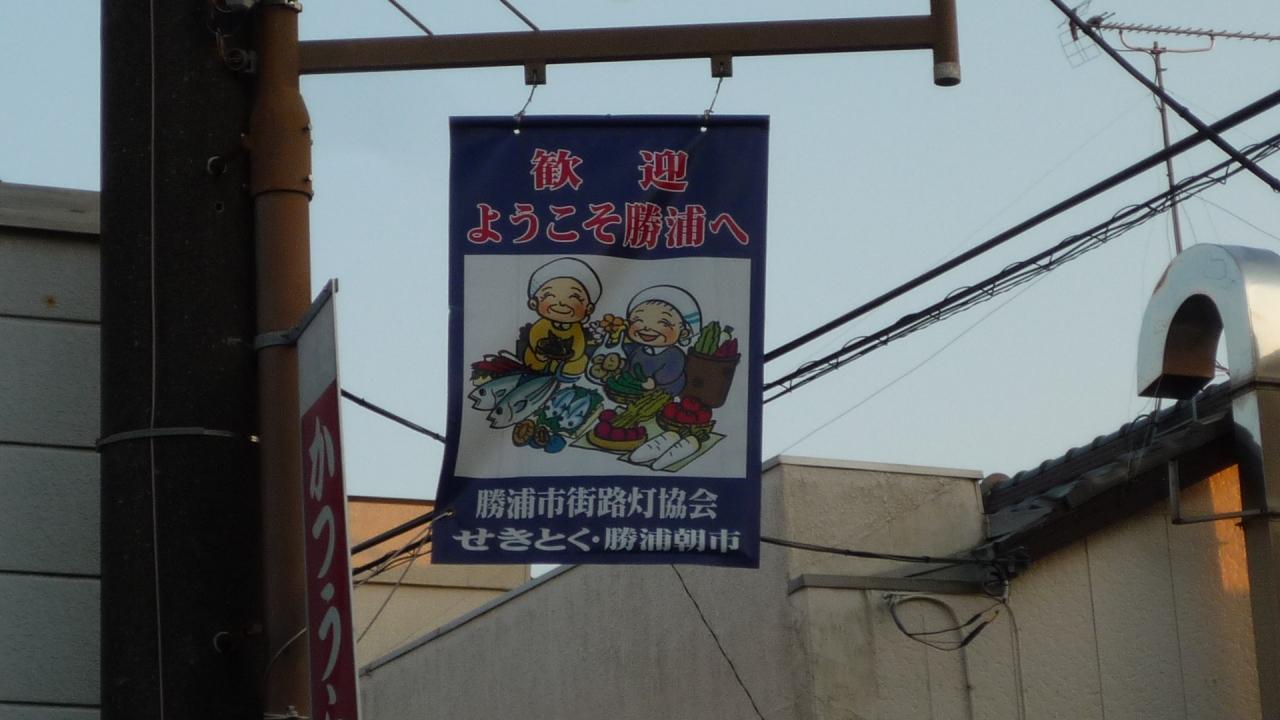 歓 迎
ようこそ勝浦へ
勝浦市街路灯協会
せきとく・勝浦朝市
かつうら